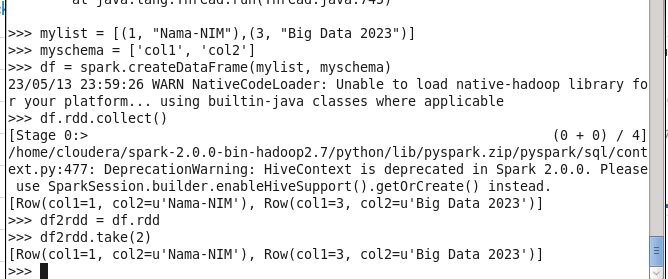 at java.lang.Thread.run(Thread.java:745)
>>> mylist = [(1, "Nama-NIM"),(3, "Big Data 2023")]
>>> myschema = ['col1', 'col2']
>>> df = spark.createDataFrame(mylist, myschema)
23/05/13 23:59:26 WARN NativeCodeLoader: Unable to load native-hadoop library fo
r your platform... using builtin-java classes where applicable
>>> df.rdd.collect()
[Stage 0:> (0 + 0) / 4]
/home/cloudera/spark-2.0.0-bin-hadoop2.7/python/lib/pyspark.zip/pyspark/sql/cont
ext.py:477: DeprecationWarning: HiveContext is deprecated in Spark 2.0.0. Please
use SparkSession.builder.enableHiveSupport().getOrCreate() instead.
[Row(col1=1, col2=u'Nama-NIM'), Row(col1=3, col2=u'Big Data 2023')]
>>> df2rdd = df.rdd
>>> df2rdd.take(2)
[Row(col1=1, col2=u'Nama-NIM'), Row(col1=3, col2=u'Big Data 2023')]
>>>